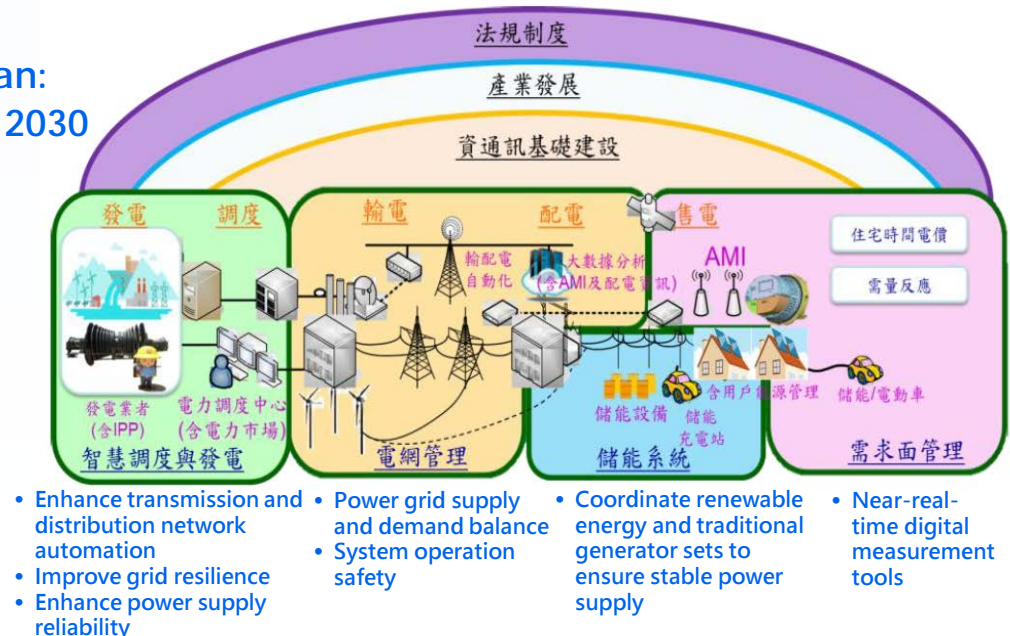 an:
2030
法規制度
產業發展
資通訊基礎建設
發電
調度
輸電
配電
售電
住宅時間電價
需量反應
AMI
輸配電
自動化
大數據分析
(含AMI及配電資訊)
發電業者
(含IPP)
電力調度中心
(含電力市場)
儲能設備
儲能
充電站
含用戶能源管理
儲能/電動車
智慧調度與發電
電網管理
儲能系統
需求面管理
• Enhance transmission and
distribution network
automation
• Improve grid resilience
• Enhance power supply
reliability
• Power grid supply
and demand balance
• System operation
safety
• Coordinate renewable
energy and traditional
generator sets to
ensure stable power
supply
• Near-real-
time digital
measurement
tools